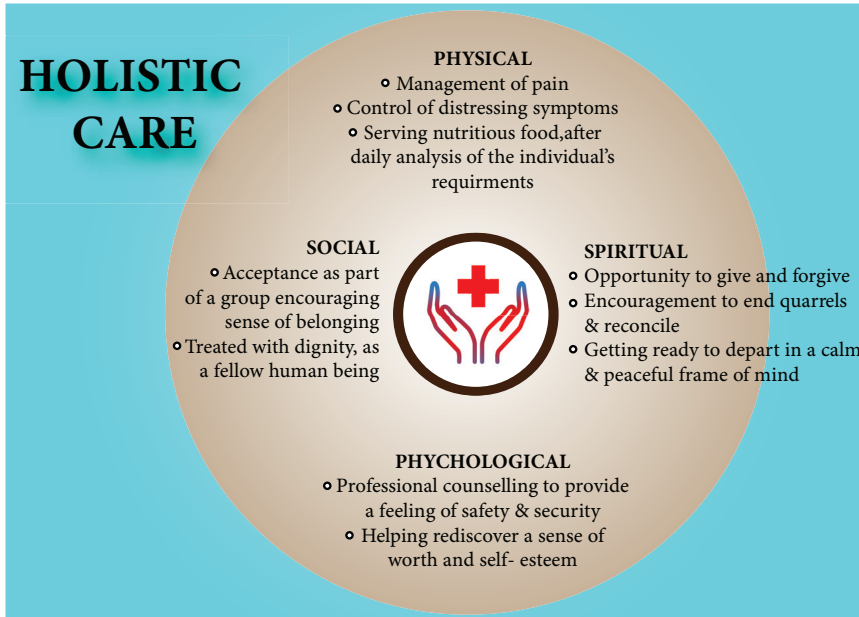 HOLISTIC
CARE
PHYSICAL
Management of pain
Control of distressing symptoms
Serving nutritious food,after
daily analysis of the individual's
requirments
SOCIAL
Acceptance as part
of a group encouraging
sense of belonging
Treated with dignity, as
a fellow human being
SPIRITUAL
Opportunity to give and forgive
Encouragement to end quarrels
& reconcile
Getting ready to depart in a calm
& peaceful frame of mind
PHYCHOLOGICAL
Professional counselling to provide
a feeling of safety & security
Helping rediscover a sense of
worth and self- esteem